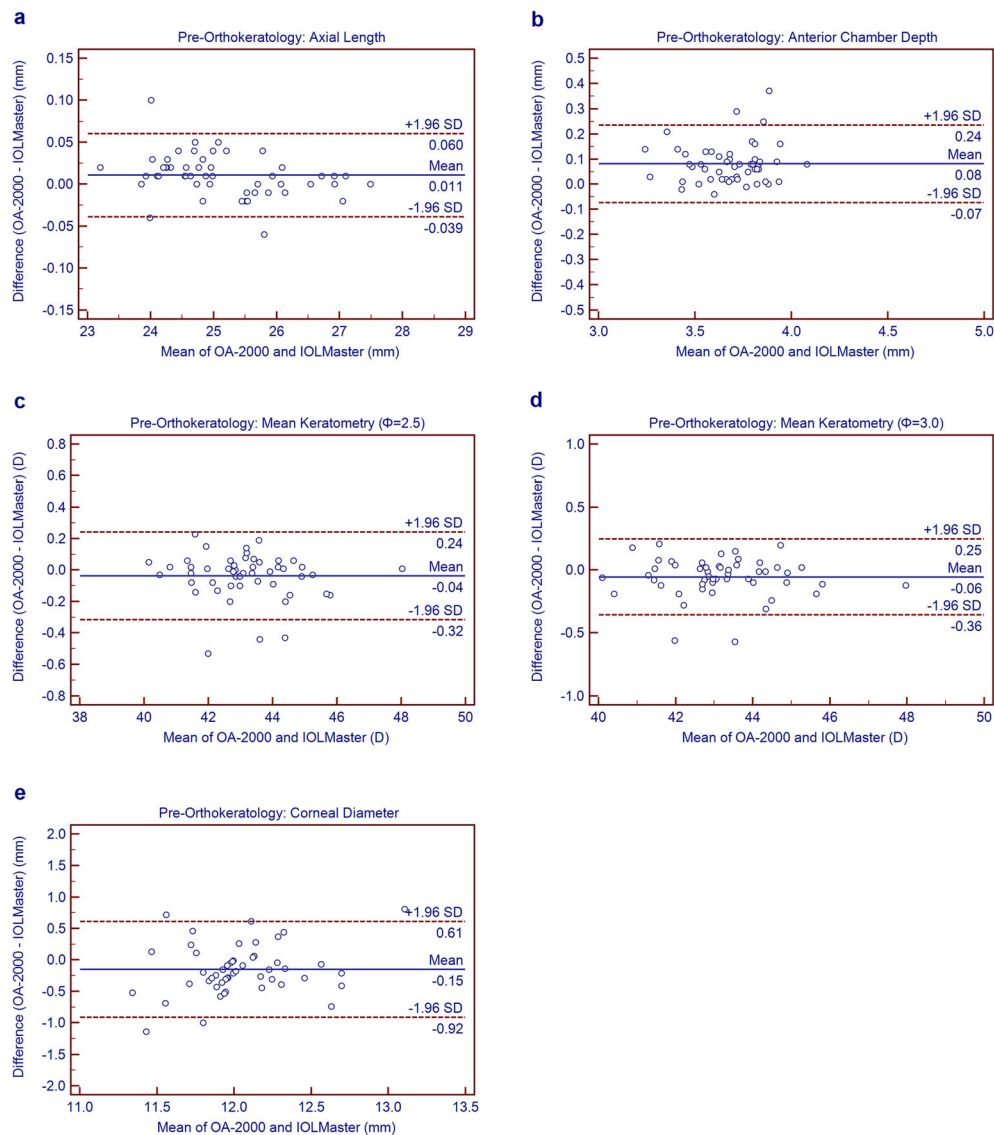 a
Pre-Orthokeratology: Axial Length
Difference (OA-2000 - IOLMaster) (mm)
0.15
0.10
0.05
0.00
-0.05
-0.10
-0.15
+1.96 SD
0.060
Mean
0.011
-1.96 SD
-0.039
23 24 25 26 27 28 29
Mean of OA-2000 and IOLMaster (mm)
b
Pre-Orthokeratology: Anterior Chamber Depth
Difference (OA-2000 - IOLMaster) (mm)
0.5
0.4
0.3
0.2
0.1
0.0
-0.1
-0.2
-0.3
-0.4
-0.5
+1.96 SD
0.24
Mean
0.08
-1.96 SD
-0.07
3.0 3.5 4.0 4.5 5.0
Mean of OA-2000 and IOLMaster (mm)
c
Pre-Orthokeratology: Mean Keratometry (Φ=2.5)
Difference (OA-2000 - IOLMaster) (D)
0.8
0.6
0.4
0.2
0.0
-0.2
-0.4
-0.6
-0.8
+1.96 SD
0.24
Mean
-0.04
-1.96 SD
-0.32
38 40 42 44 46 48 50
Mean of OA-2000 and IOLMaster (D)
d
Pre-Orthokeratology: Mean Keratometry (Φ=3.0)
Difference (OA-2000 - IOLMaster) (D)
1.0
0.5
0.0
-0.5
-1.0
+1.96 SD
0.25
Mean
-0.06
-1.96 SD
-0.36
40 42 44 46 48 50
Mean of OA-2000 and IOLMaster (D)
e
Pre-Orthokeratology: Corneal Diameter
Difference (OA-2000 - IOLMaster) (mm)
2.0
1.5
1.0
0.5
0.0
-0.5
-1.0
-1.5
-2.0
+1.96 SD
0.61
Mean
-0.15
-1.96 SD
-0.92
11.0 11.5 12.0 12.5 13.0 13.5
Mean of OA-2000 and IOLMaster (mm)